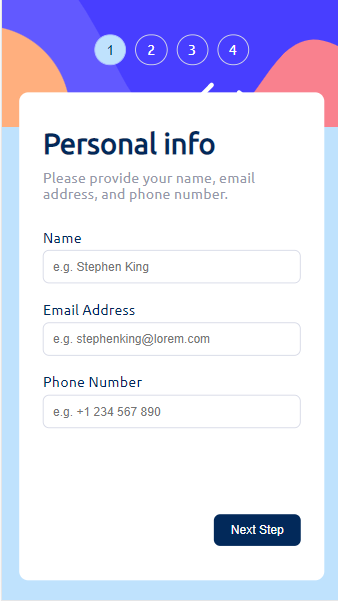 1 2 3 4
Personal info
Please provide your name, email
address, and phone number.
Name
e.g. Stephen King
Email Address
e.g. stephenking@lorem.com
Phone Number
e.g. +1 234 567 890
Next Step